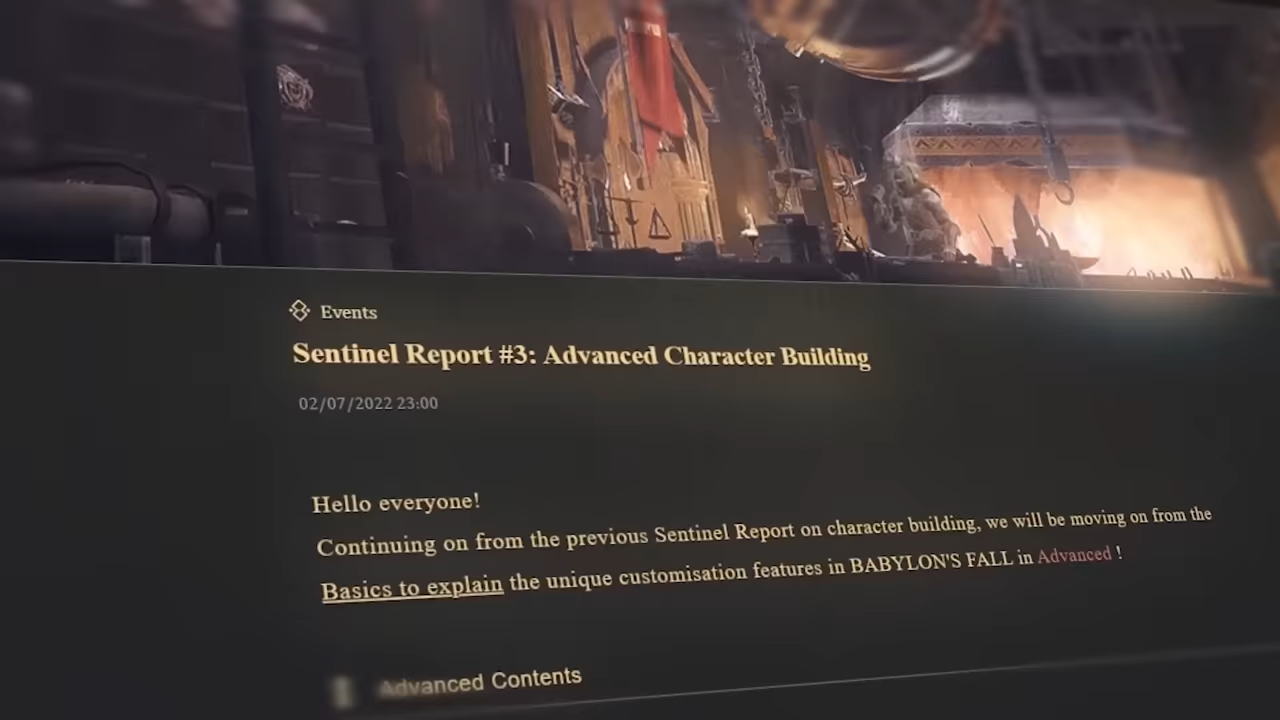 Events
Sentinel Report #3: Advanced Character Building
02/07/2022 23:00
Hello everyone!
Continuing on from the previous Sentinel Report on character building, we will be moving on from the
Basics to explain the unique customisation features in BABYLON'S FALL in Advanced !
Advanced Contents